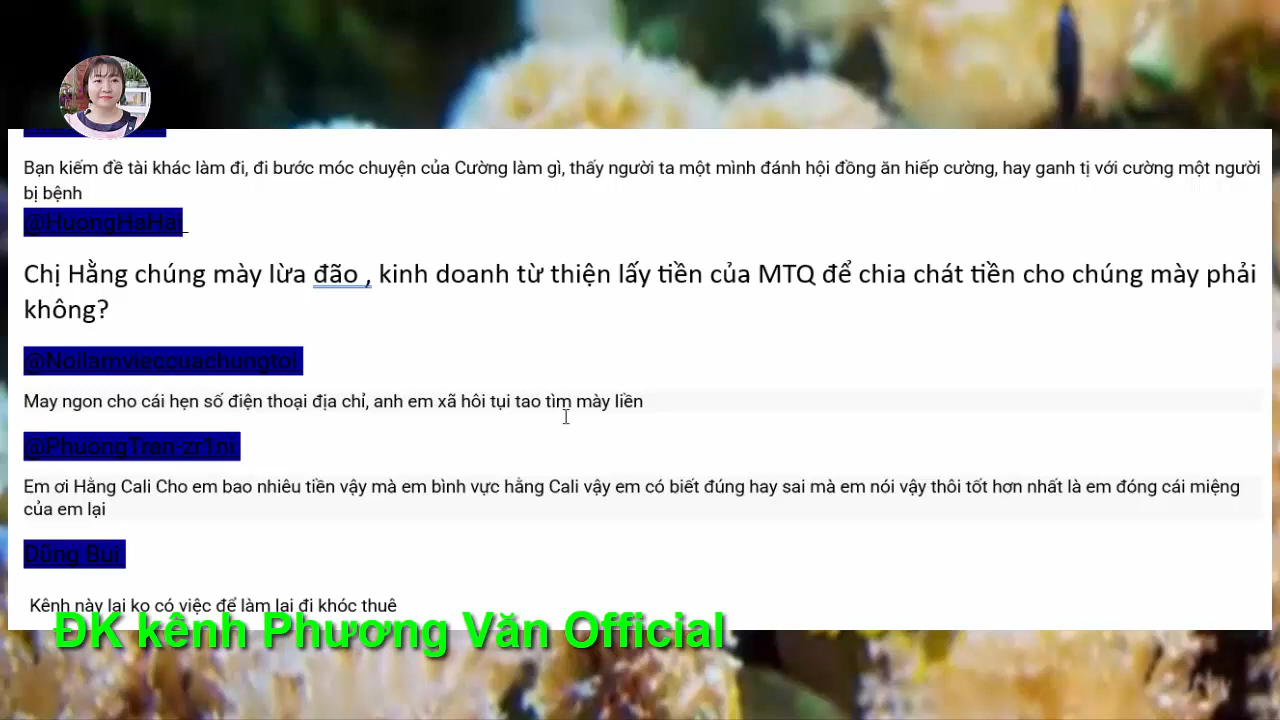 Bạn kiếm đề tài khác làm đi, đi bước móc chuyện của Cường làm gì, thấy người ta một mình đánh hội đồng ăn hiếp cường, hay ganh tị với cường một người
bị bệnh
@HuongHaHai
Chị Hằng chúng mày lừa đão , kinh doanh từ thiện lấy tiền của MTQ để chia chát tiền cho chúng mày phải
không?
@Noilamvieccuachungtoi
May ngon cho cái hẹn số điện thoại địa chỉ, anh em xã hôi tụi tao tìm mày liền
@PhuongTran-zr1ni
Em ơi Hằng Cali Cho em bao nhiêu tiền vậy mà em bình vực hằng Cali vậy em có biết đúng hay sai mà em nói vậy thôi tốt hơn nhất là em đóng cái miệng
của em lại
Dũng Bui
Kênh này lại ko có việc để làm lại đi khóc thuê
ĐK kênh Phương Văn Official